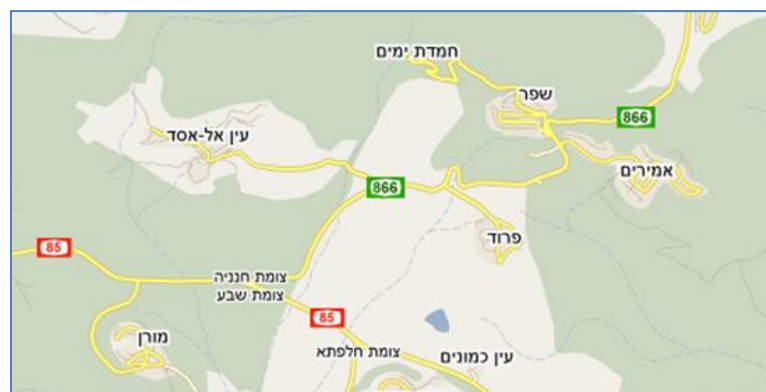 חמדת ימים
שפר
866
עין אל-אסד
אמירים
866
פרוד
85
צומת חנניה
צומת שבע
85
מורן
צומת חלפתא
עין כמונים